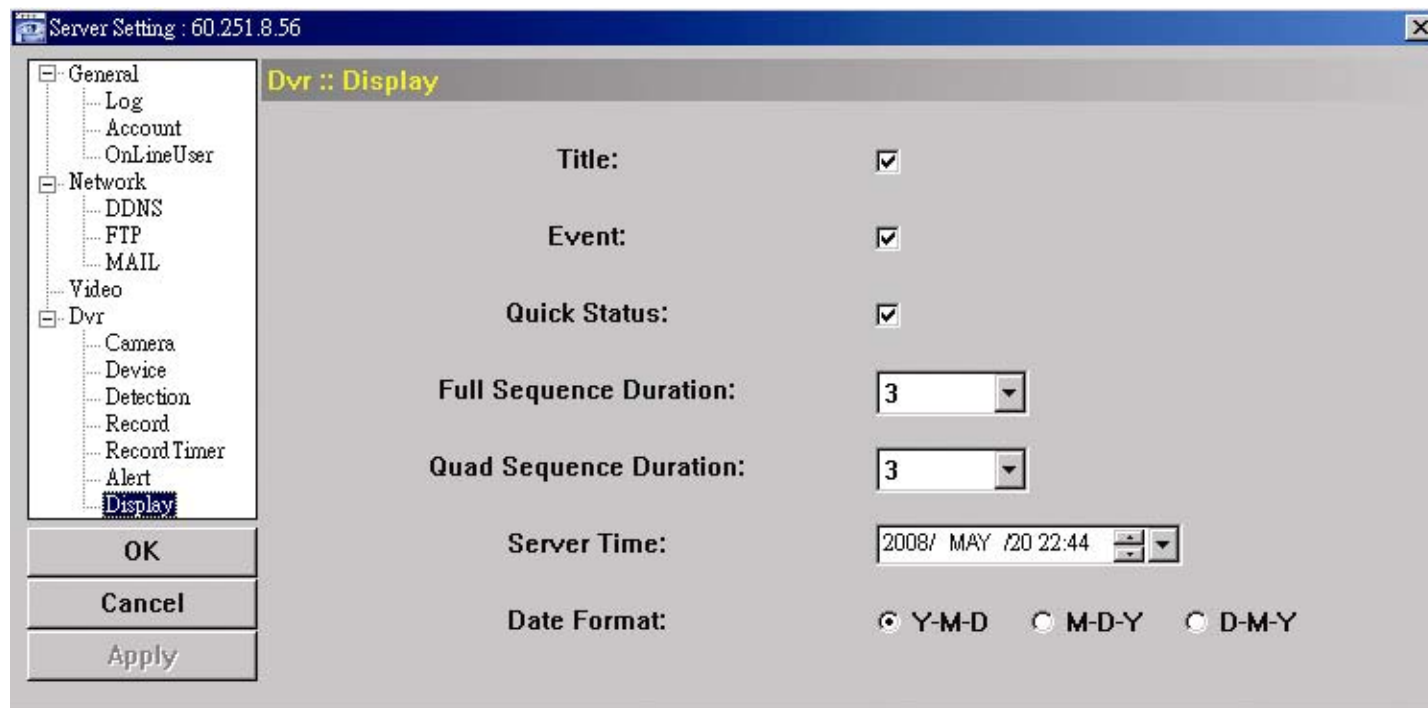 Server Setting : 60.251.8.56
General
Log
Account
OnLineUser
Network
DDNS
FTP
MAIL
Video
Dvr
Camera
Device
Detection
Record
Record Timer
Alert
Display
OK
Cancel
Apply
Dvr :: Display
Title:
Event:
Quick Status:
Full Sequence Duration: 3
Quad Sequence Duration: 3
Server Time: 2008/ MAY /20 22:44
Date Format: Y-M-D M-D-Y D-M-Y